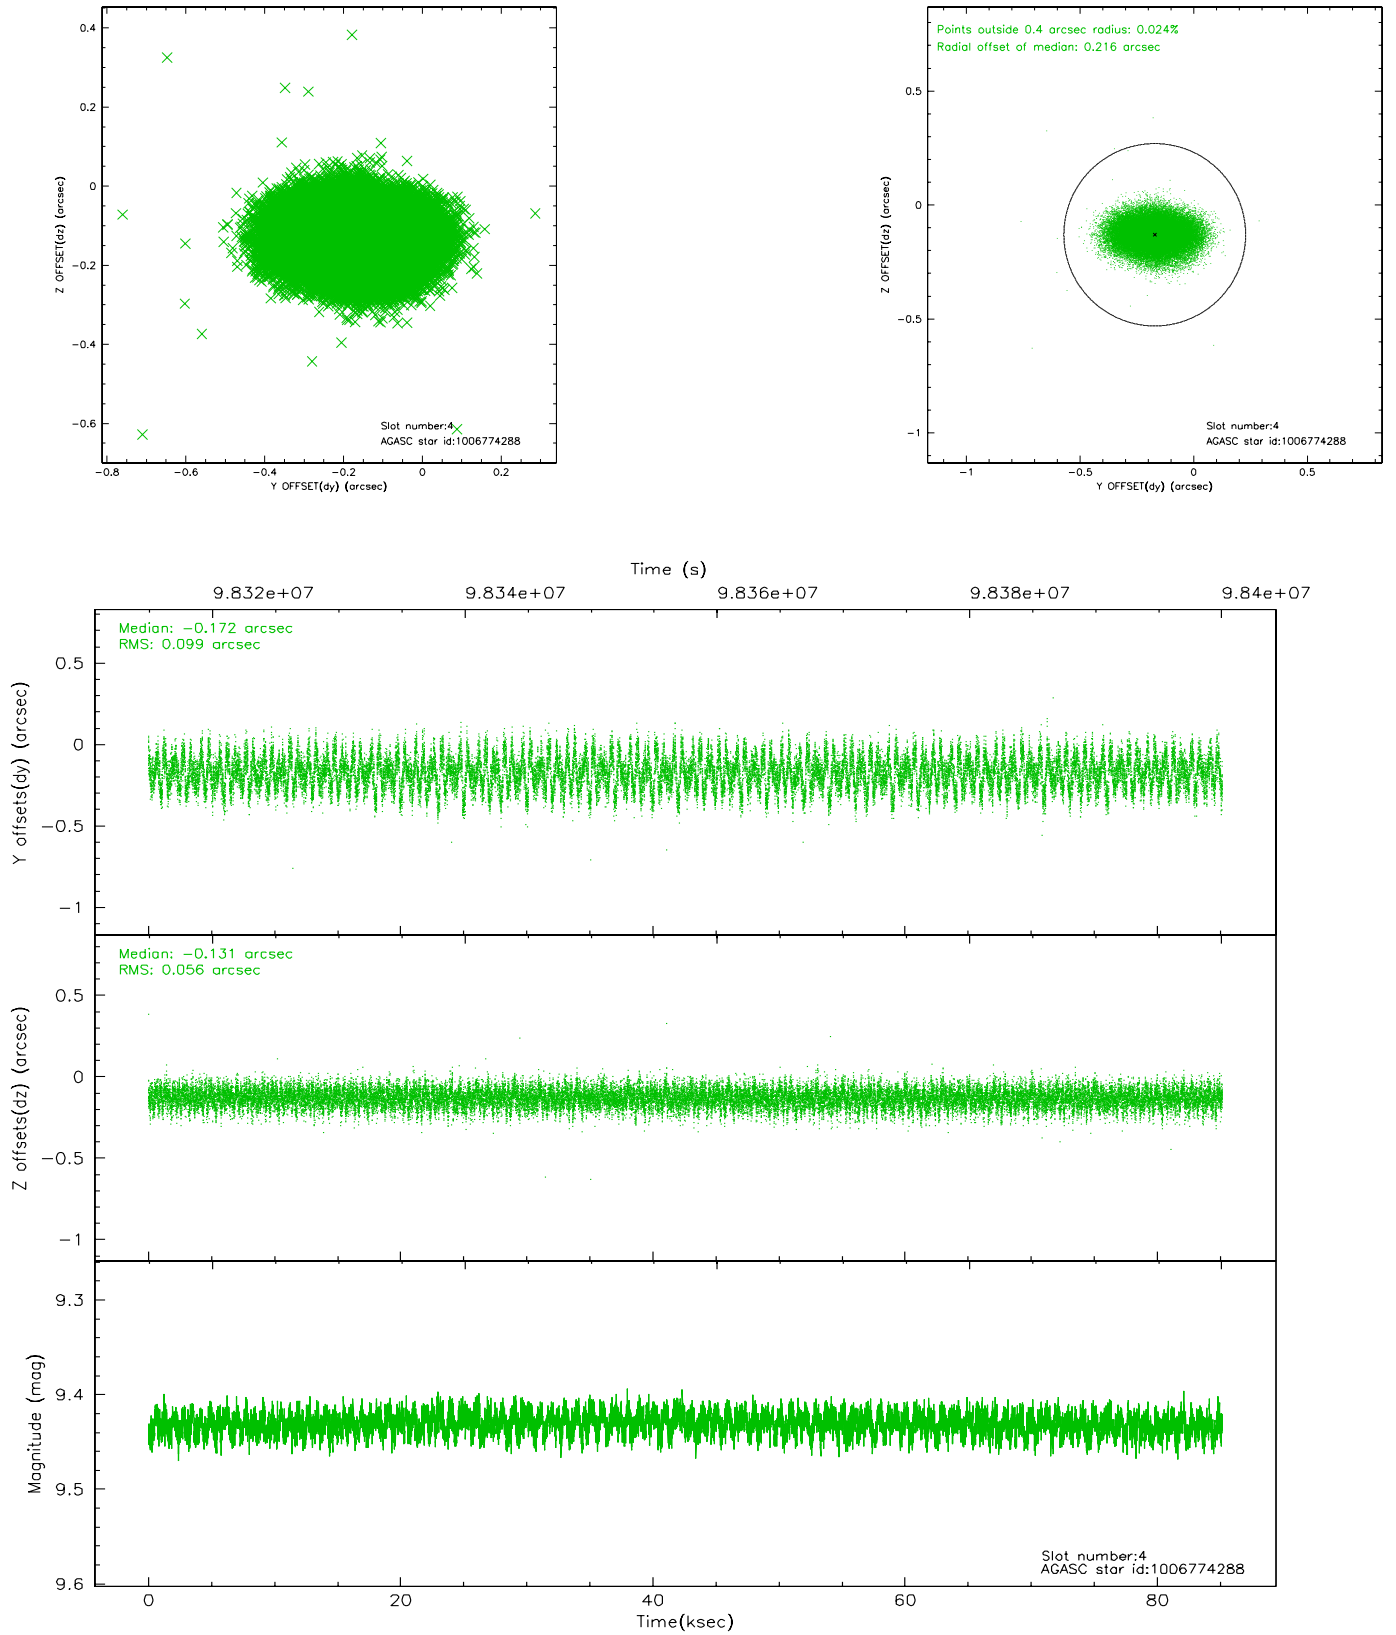 0.4
0.2
0
−0.2
−0.4
−0.6
Z OFFSET(dz) (arcsec)
Slot number:4
AGASC star id:1006774288
−0.8 −0.6 −0.4 −0.2 0 0.2
Y OFFSET(dy) (arcsec)
Points outside 0.4 arcsec radius: 0.024%
Radial offset of median: 0.216 arcsec
0.5
0
−0.5
−1
Z OFFSET(dz) (arcsec)
Slot number:4
AGASC star id:1006774288
−1 −0.5 0 0.5
Y OFFSET(dy) (arcsec)
Time (s)
9.832e+07 9.834e+07 9.836e+07 9.838e+07 9.84e+07
Median: −0.172 arcsec
RMS: 0.099 arcsec
0.5
0
−0.5
−1
Y offsets(dy) (arcsec)
Median: −0.131 arcsec
RMS: 0.056 arcsec
0.5
0
−0.5
−1
Z offsets(dz) (arcsec)
9.3
9.4
9.5
9.6
Magnitude (mag)
Slot number:4
AGASC star id:1006774288
0 20 40 60 80
Time(ksec)